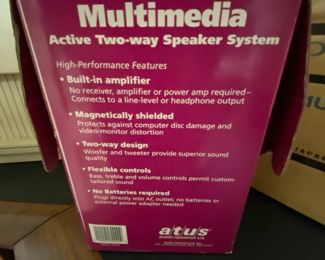 Multimedia
Active Two-way Speaker System
High-Performance Features
• Built-in amplifier
No receiver, amplifier or power amp required—
Connects to a line-level or headphone output
• Magnetically shielded
Protects against computer disc damage and
video-monitor distortion
• Two-way design
Woofer and tweeter provide superior sound
quality
• Flexible controls
Bass, treble and volume controls permit custom-
tailored sound
• No Batteries required
Plugs directly into AC outlet; no batteries or
external power adapter needed
atus